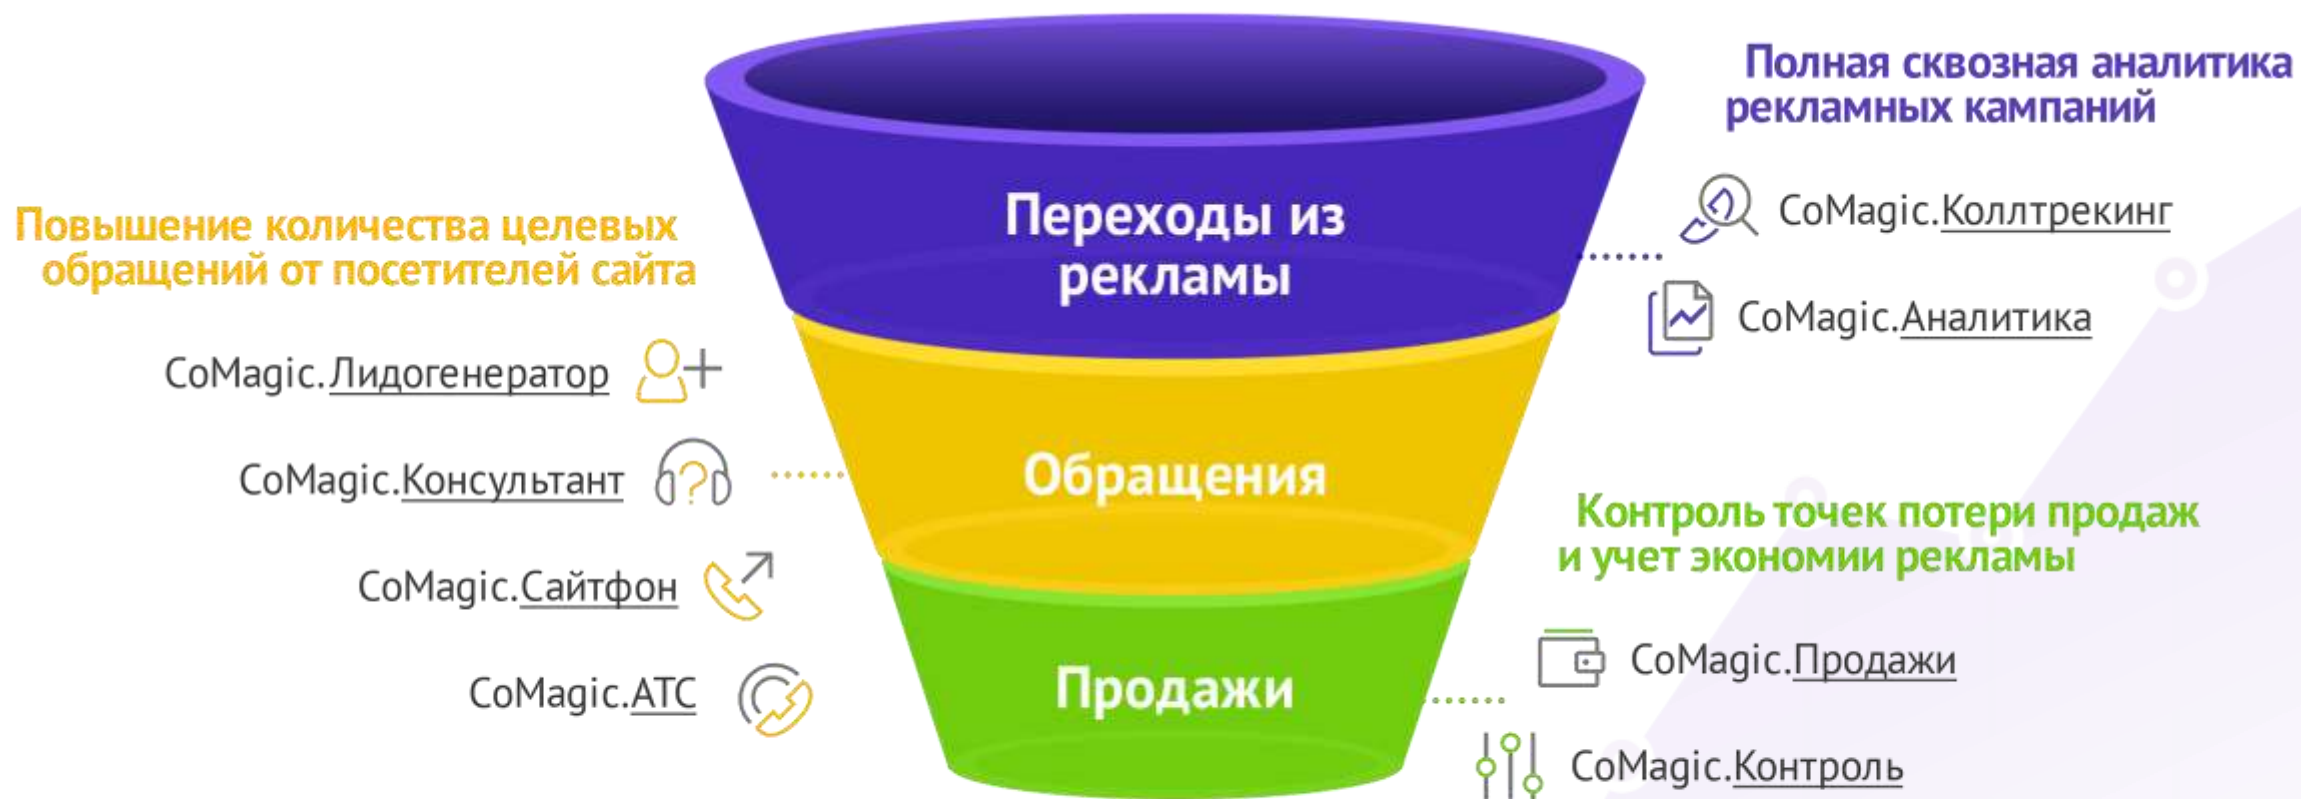 Полная сквозная аналитика
рекламных кампаний
CoMagic.Коллтрекинг
CoMagic.Аналитика
Переходы из
рекламы
Повышение количества целевых
обращений от посетителей сайта
CoMagic.Лидогенератор
CoMagic.Консультант
CoMagic.Сайтфон
CoMagic.АТС
Обращения
Контроль точек потери продаж
и учет экономии рекламы
CoMagic.Продажи
CoMagic.Контроль
Продажи